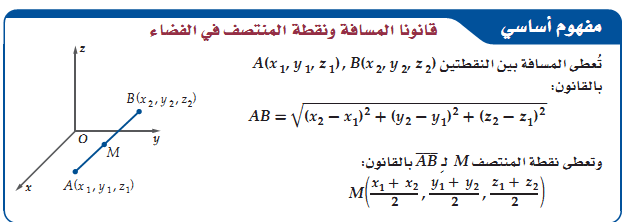 مفهوم أساسي
قانونا المسافة ونقطة المنتصف في الفضاء
تُعطى المسافة بين النقطتين A(x₁, y₁, z₁), B(x₂, y₂, z₂)
بالقانون:
AB = √((x₂ − x₁)² + (y₂ − y₁)² + (z₂ − z₁)²)
وتعطى نقطة المنتصف M لـ A̅B̅ بالقانون:
M((x₁ + x₂)/2, (y₁ + y₂)/2, (z₁ + z₂)/2)
z
B(x₂, y₂, z₂)
O
y
M
x
A(x₁, y₁, z₁)